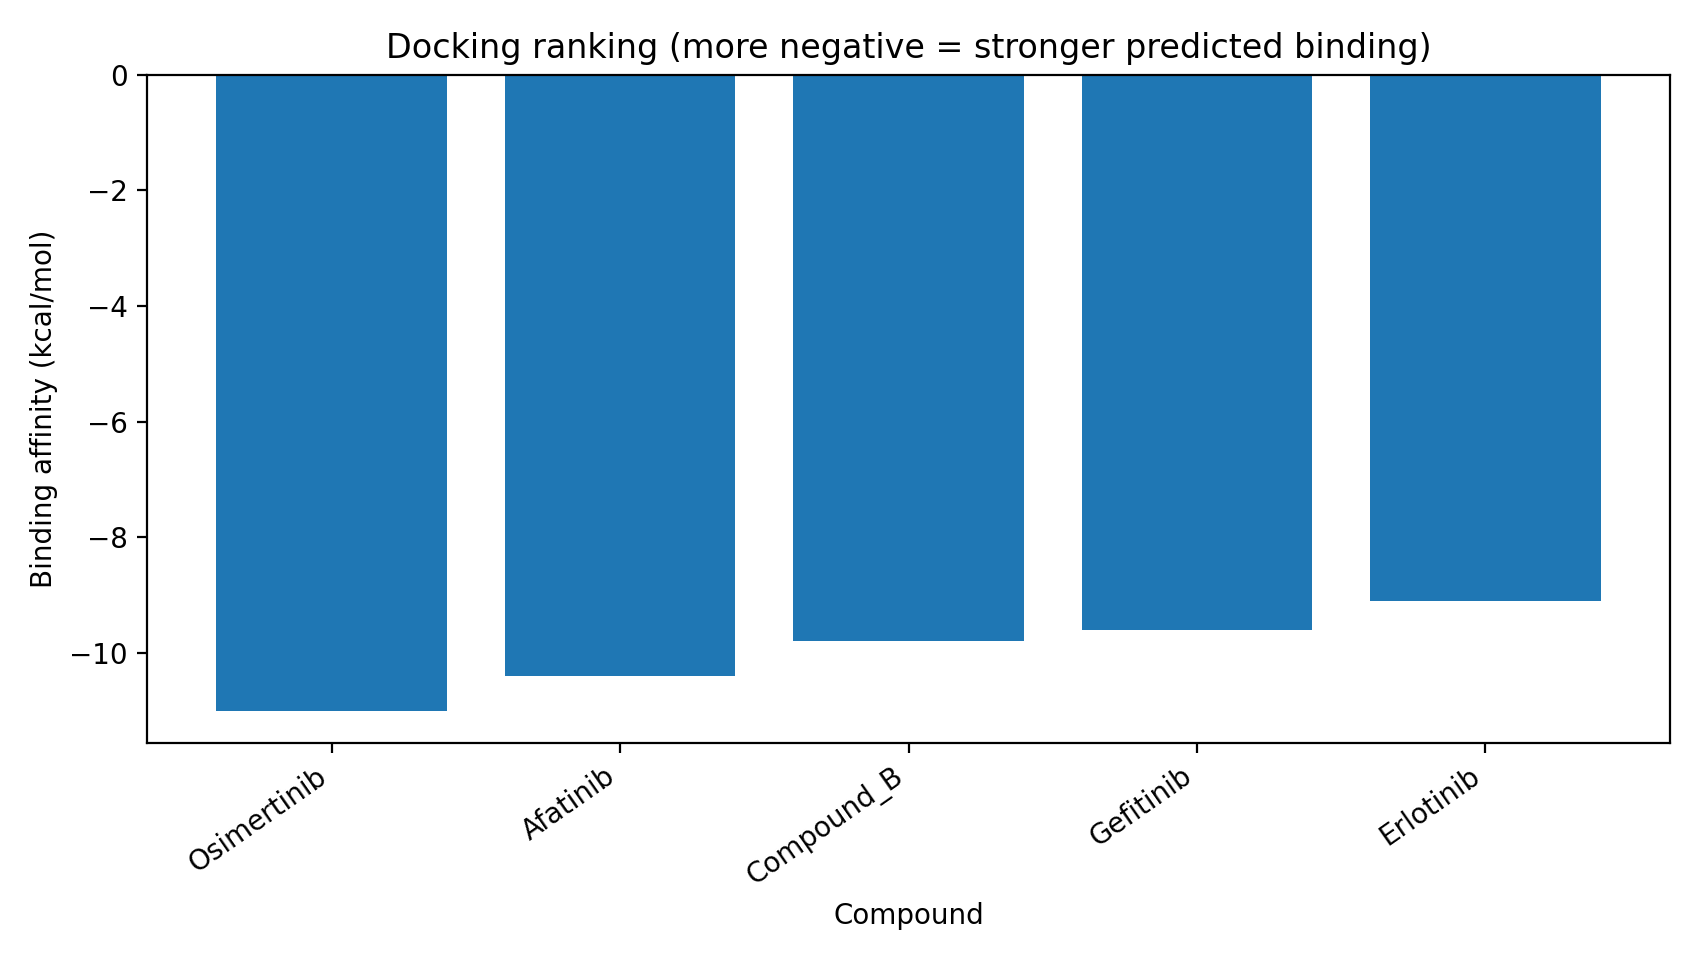 Docking ranking (more negative = stronger predicted binding)
Binding affinity (kcal/mol)
0
−2
−4
−6
−8
−10
Osimertinib
Afatinib
Compound_B
Gefitinib
Erlotinib
Compound